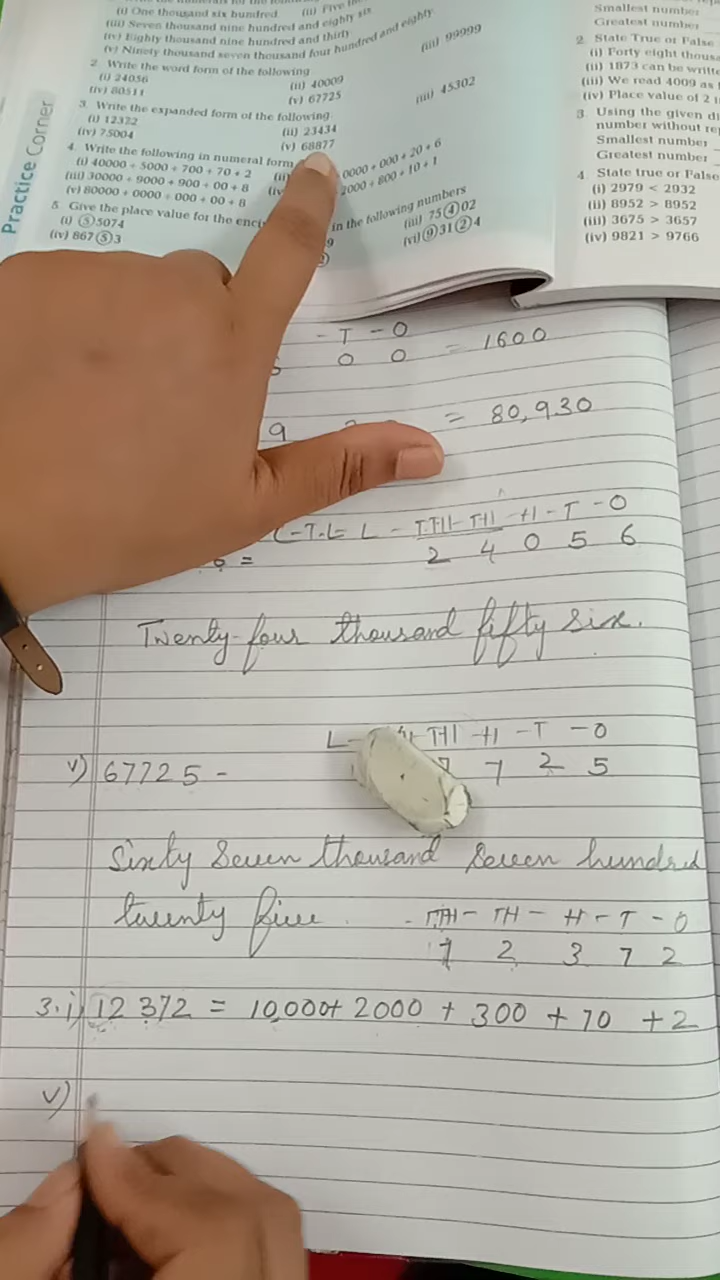 (i) One thousand six hundred (ii) Five
(iii) Seven thousand nine hundred and eighty six
(iv) Eighty thousand nine hundred and thirty
(v) Ninety thousand seven thousand four hundred and eighty
2. Write the word form of the following
(i) 24056 (ii) 40009 (iii) 99999
(iv) 80511 (v) 67725 (iii) 45302
3. Write the expanded form of the following
(i) 12372 (ii) 23434
(iv) 75004 (v) 68877
4. Write the following in numeral form
(i) 40000 + 5000 + 700 + 70 + 2 (ii) 0000 + 000 + 20 + 6
(iii) 30000 + 9000 + 900 + 00 + 8 2000 + 800 + 10 + 1
(v) 80000 + 0000 + 000 + 00 + 8
5. Give the place value for the in the following numbers
(i) 55074 9 (iii) 75402
(iv) 86753 (vi) 93124
Practice Corner
Smallest number
Greatest number
2. State True or False
(i) Forty eight
(ii) 1873 can be
(iii) We read 4009 as
(iv) Place value of 2
3. Using the given
number without
Smallest number
Greatest number
4. State true or False
(i) 2979 < 2932
(ii) 8952 > 8952
(iii) 3675 > 3657
(iv) 9821 > 9766
- T - O
0 0 = 1600
9 = 80,930
L - T.TH - TH - H - T - O
= 2 4 0 5 6
Twenty-four thousand fifty six.
L - TH - H - T - O
v) 67725 - 7 2 5
Sixty Seven thousand Seven hundred
twenty five.
T.TH - TH - H - T - O
1 2 3 7 2
3. i) 12 372 = 10,000 + 2000 + 300 + 70 + 2
v)